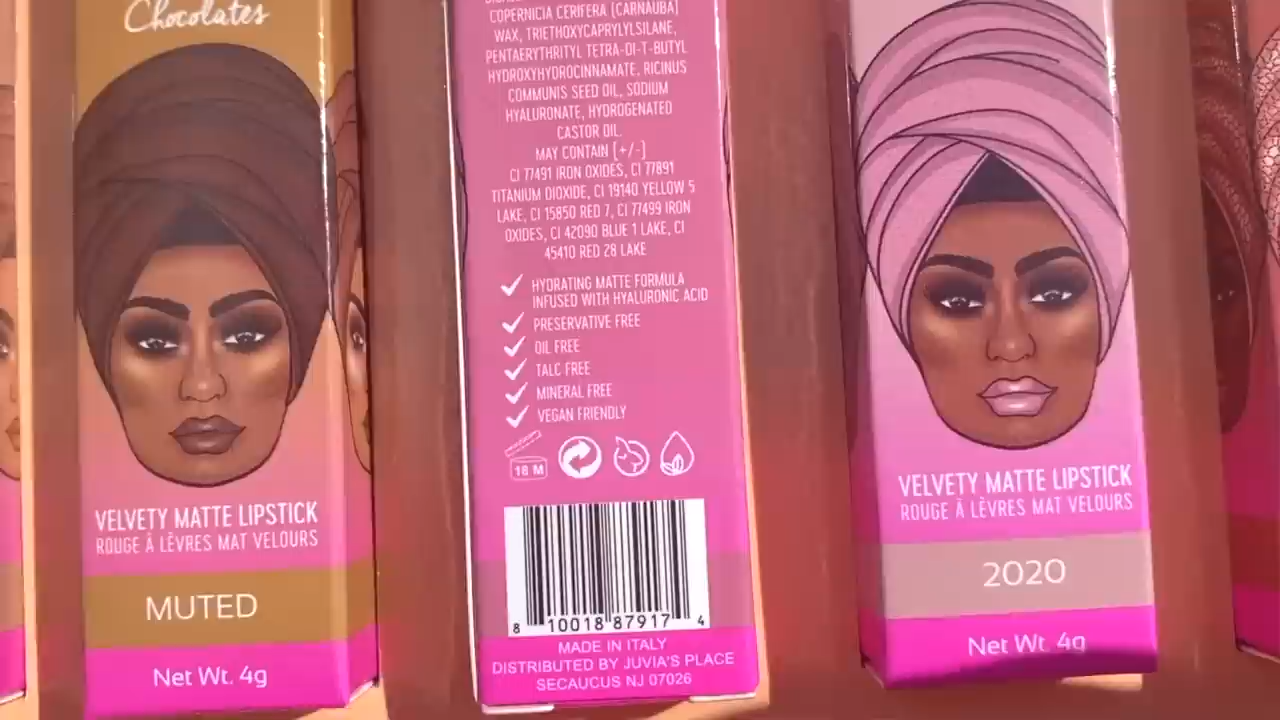 Chocolates
VELVETY MATTE LIPSTICK
ROUGE À LÈVRES MAT VELOURS
MUTED
Net Wt. 4g
COPERNICIA CERIFERA (CARNAUBA)
WAX, TRIETHOXYCAPRYLYLSILANE,
PENTAERYTHRITYL TETRA-DI-T-BUTYL
HYDROXYHYDROCINNAMATE, RICINUS
COMMUNIS SEED OIL, SODIUM
HYALURONATE, HYDROGENATED
CASTOR OIL.
MAY CONTAIN [+/-]
CI 77491 IRON OXIDES, CI 77891
TITANIUM DIOXIDE, CI 19140 YELLOW 5
LAKE, CI 15850 RED 7, CI 77499 IRON
OXIDES, CI 42090 BLUE 1 LAKE, CI
45410 RED 28 LAKE
HYDRATING MATTE FORMULA
INFUSED WITH HYALURONIC ACID
PRESERVATIVE FREE
OIL FREE
TALC FREE
MINERAL FREE
VEGAN FRIENDLY
18 M
8 10018 87917 4
MADE IN ITALY
DISTRIBUTED BY JUVIA'S PLACE
SECAUCUS NJ 07026
VELVETY MATTE LIPSTICK
ROUGE À LÈVRES MAT VELOURS
2020
Net Wt. 4g